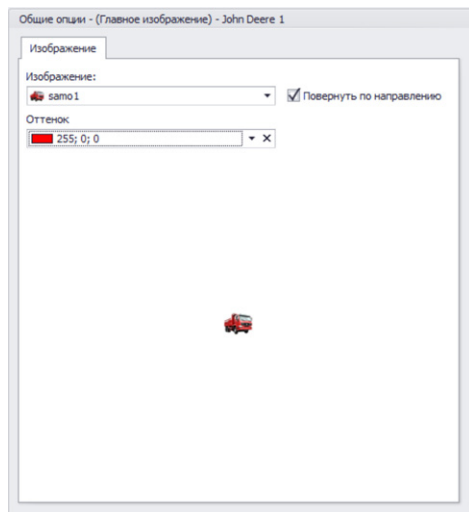 Общие опции - (Главное изображение) - John Deere 1
Изображение
Изображение:
samo1
Повернуть по направлению
Оттенок
255; 0; 0